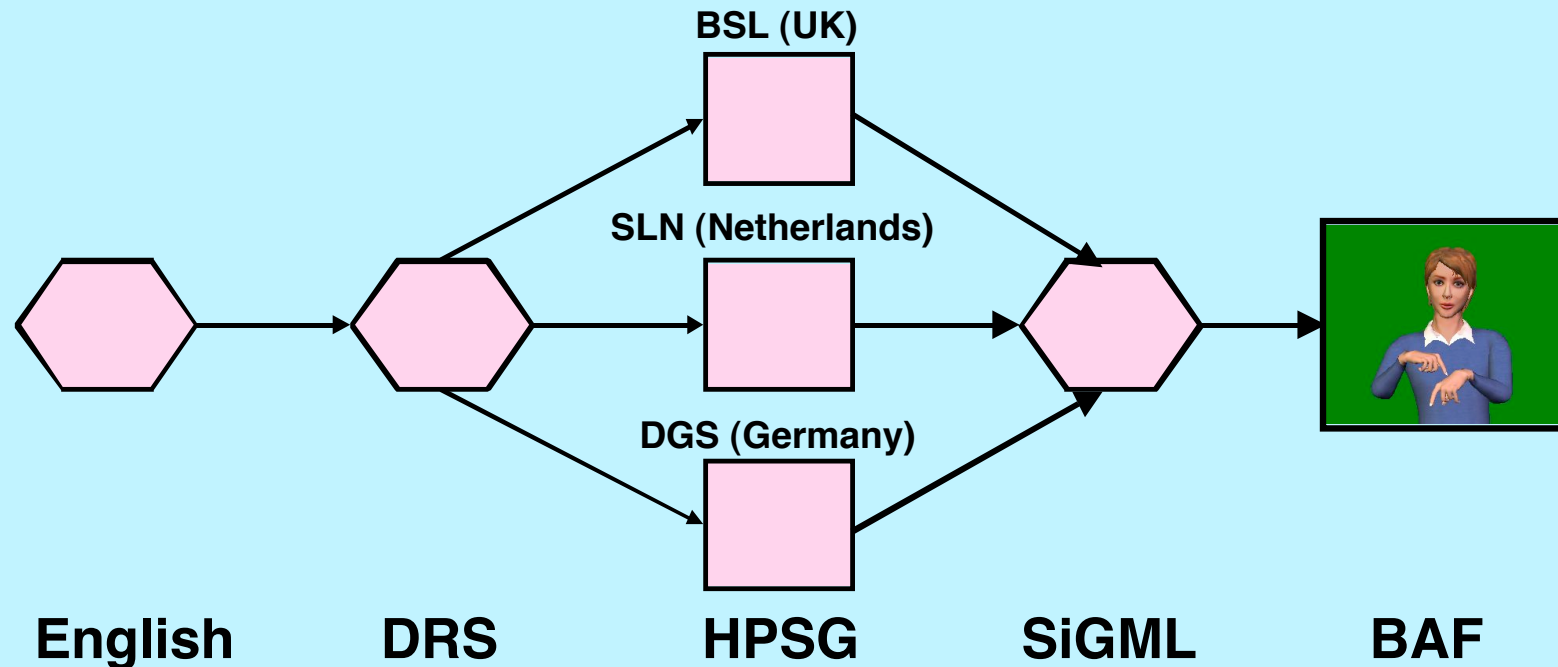 BSL (UK)
SLN (Netherlands)
DGS (Germany)
English DRS HPSG SiGML BAF